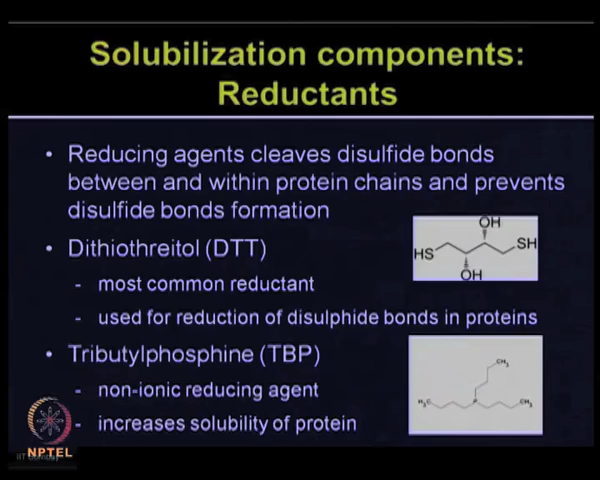 Solubilization components:
Reductants
• Reducing agents cleaves disulfide bonds
between and within protein chains and prevents
disulfide bonds formation
• Dithiothreitol (DTT)
OH
HS
SH
OH
- most common reductant
- used for reduction of disulphide bonds in proteins
• Tributylphosphine (TBP)
CH3
H3C
P
CH3
- non-ionic reducing agent
- increases solubility of protein
NPTEL